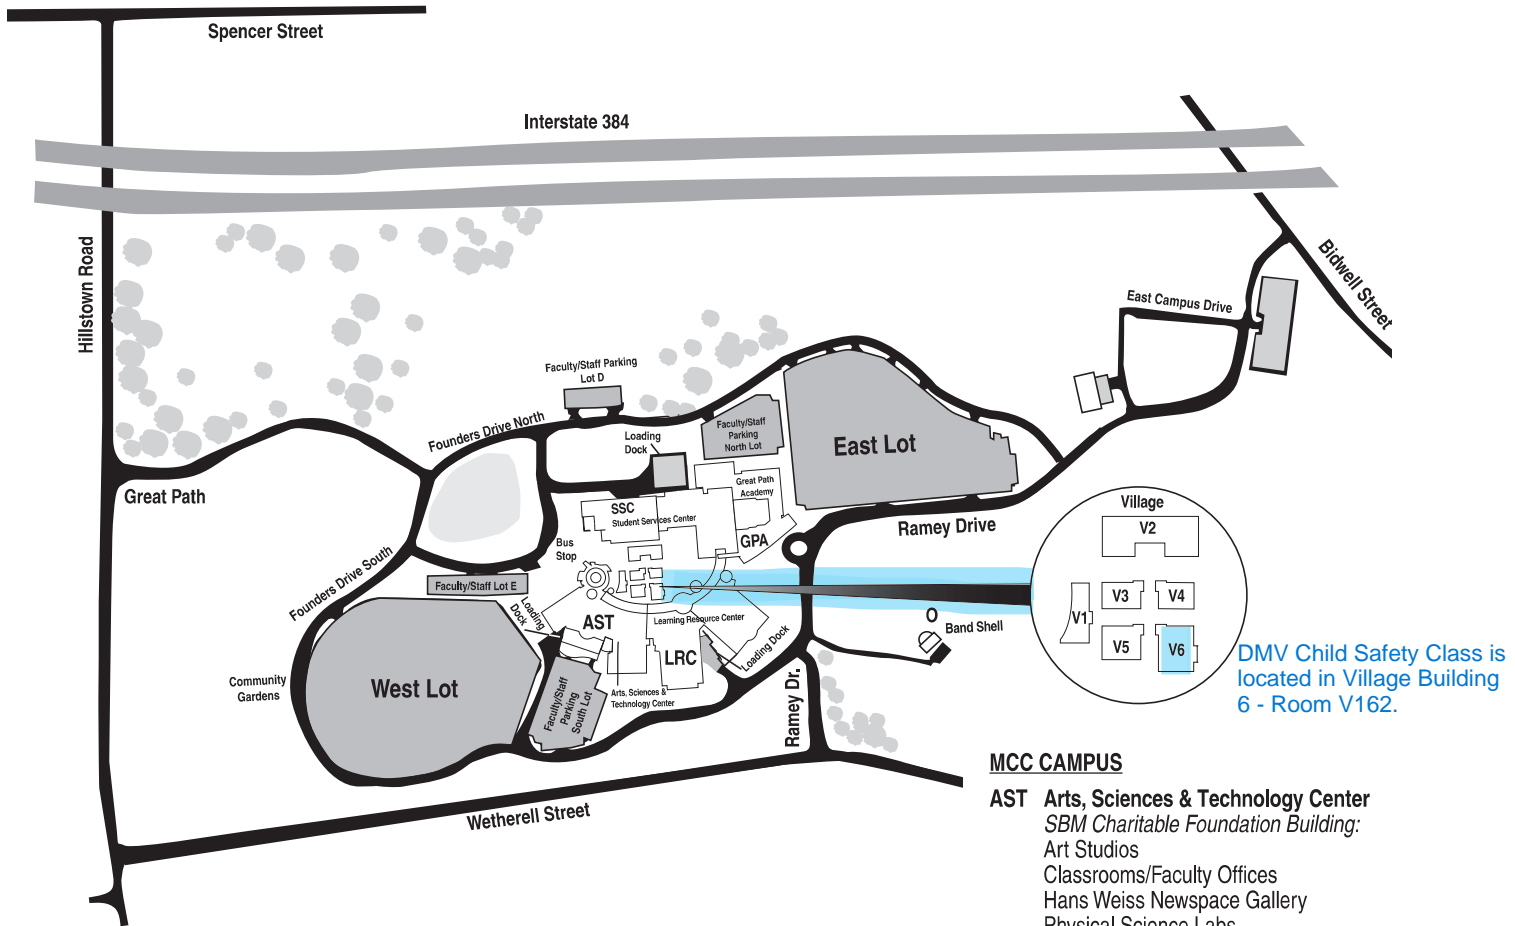 Spencer Street
Interstate 384
Hillstown Road
Bidwell Street
East Campus Drive
Faculty/Staff Parking
Lot D
Founders Drive North
Loading
Dock
Faculty/Staff
Parking
North Lot
East Lot
Great Path
Great Path
Academy
SSC
Student Services Center
GPA
Ramey Drive
Bus
Stop
Village
V2
V3
V4
V1
V5
V6
Founders Drive South
Faculty/Staff Lot E
Loading
Dock
AST
Learning Resource Center
Band Shell
LRC
Loading Dock
Community
Gardens
West Lot
Faculty/Staff
Parking
South Lot
Arts, Sciences &
Technology Center
Ramey Dr.
DMV Child Safety Class is
located in Village Building
6 - Room V162.
Wetherell Street
MCC CAMPUS
AST Arts, Sciences & Technology Center
SBM Charitable Foundation Building:
Art Studios
Classrooms/Faculty Offices
Hans Weiss Newspace Gallery
Physical Science Labs